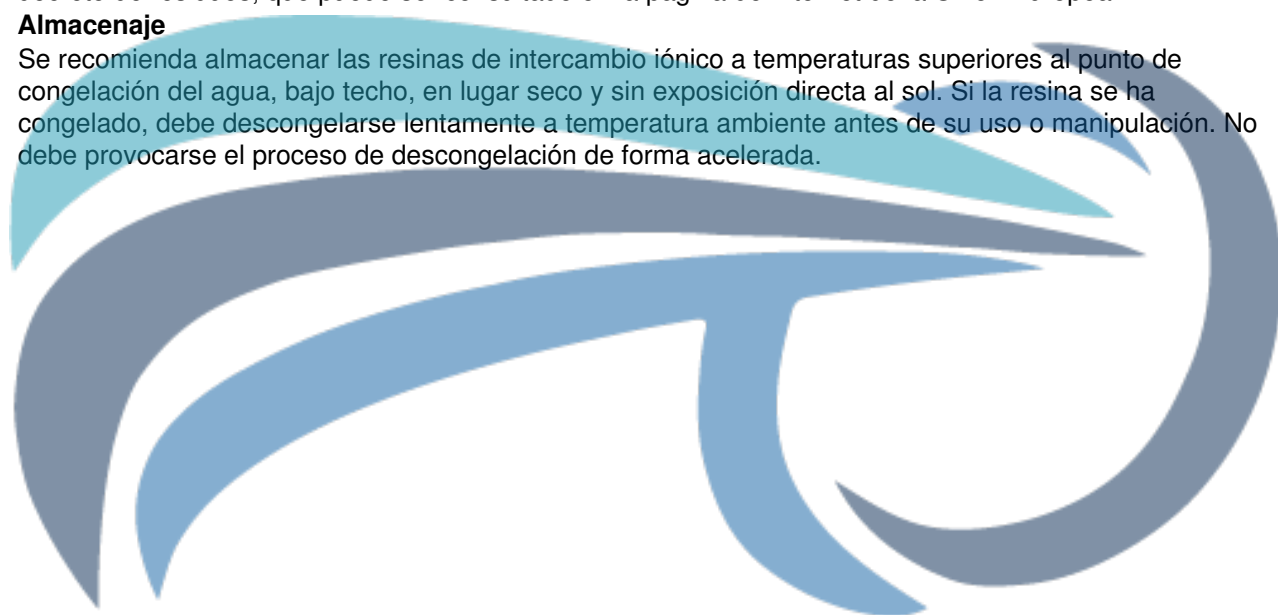 Almacenaje
Se recomienda almacenar las resinas de intercambio iónico a temperaturas superiores al punto de
congelación del agua, bajo techo, en lugar seco y sin exposición directa al sol. Si la resina se ha
congelado, debe descongelarse lentamente a temperatura ambiente antes de su uso o manipulación. No
debe provocarse el proceso de descongelación de forma acelerada.